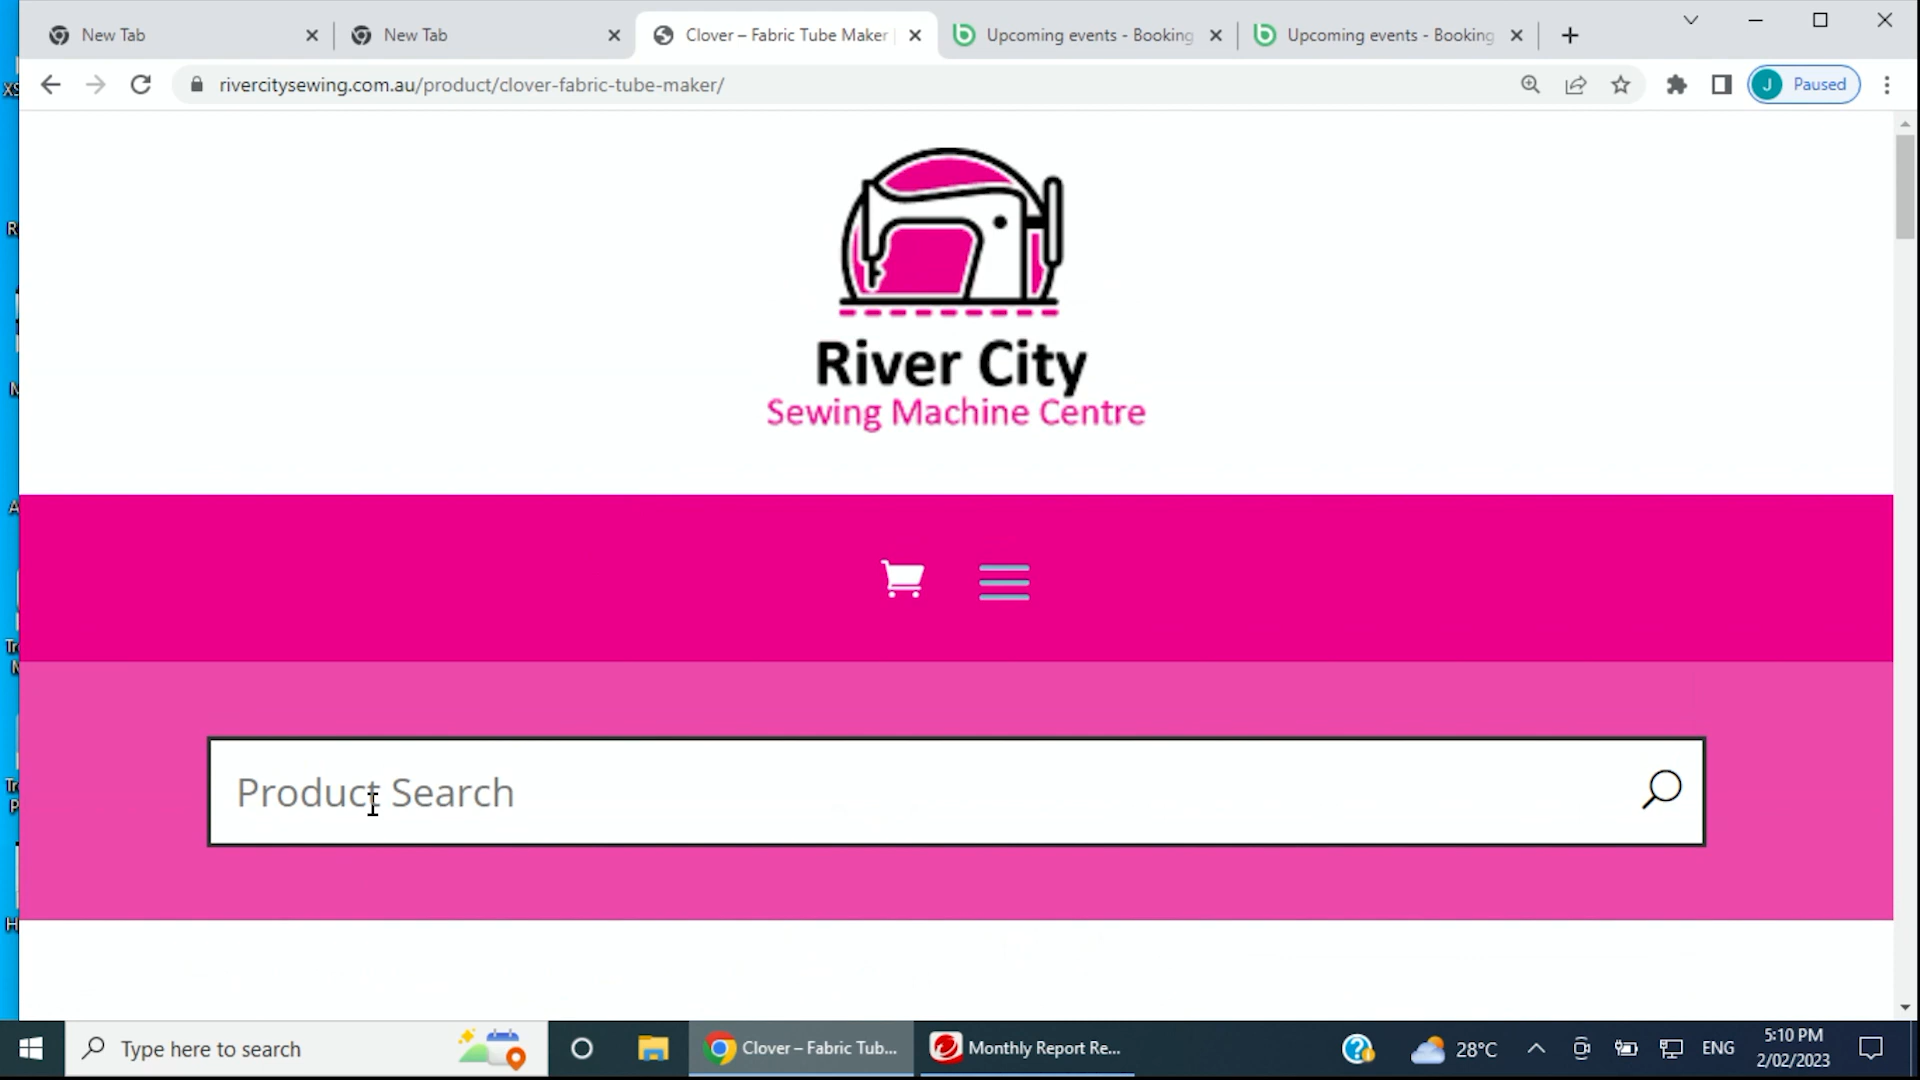 New Tab
New Tab
Clover – Fabric Tube Maker
Upcoming events - Booking
Upcoming events - Booking
rivercitysewing.com.au/product/clover-fabric-tube-maker/
J
Paused
River City
Sewing Machine Centre
Product Search
Type here to search
Clover – Fabric Tub...
Monthly Report Re...
28°C
ENG
5:10 PM
2/02/2023